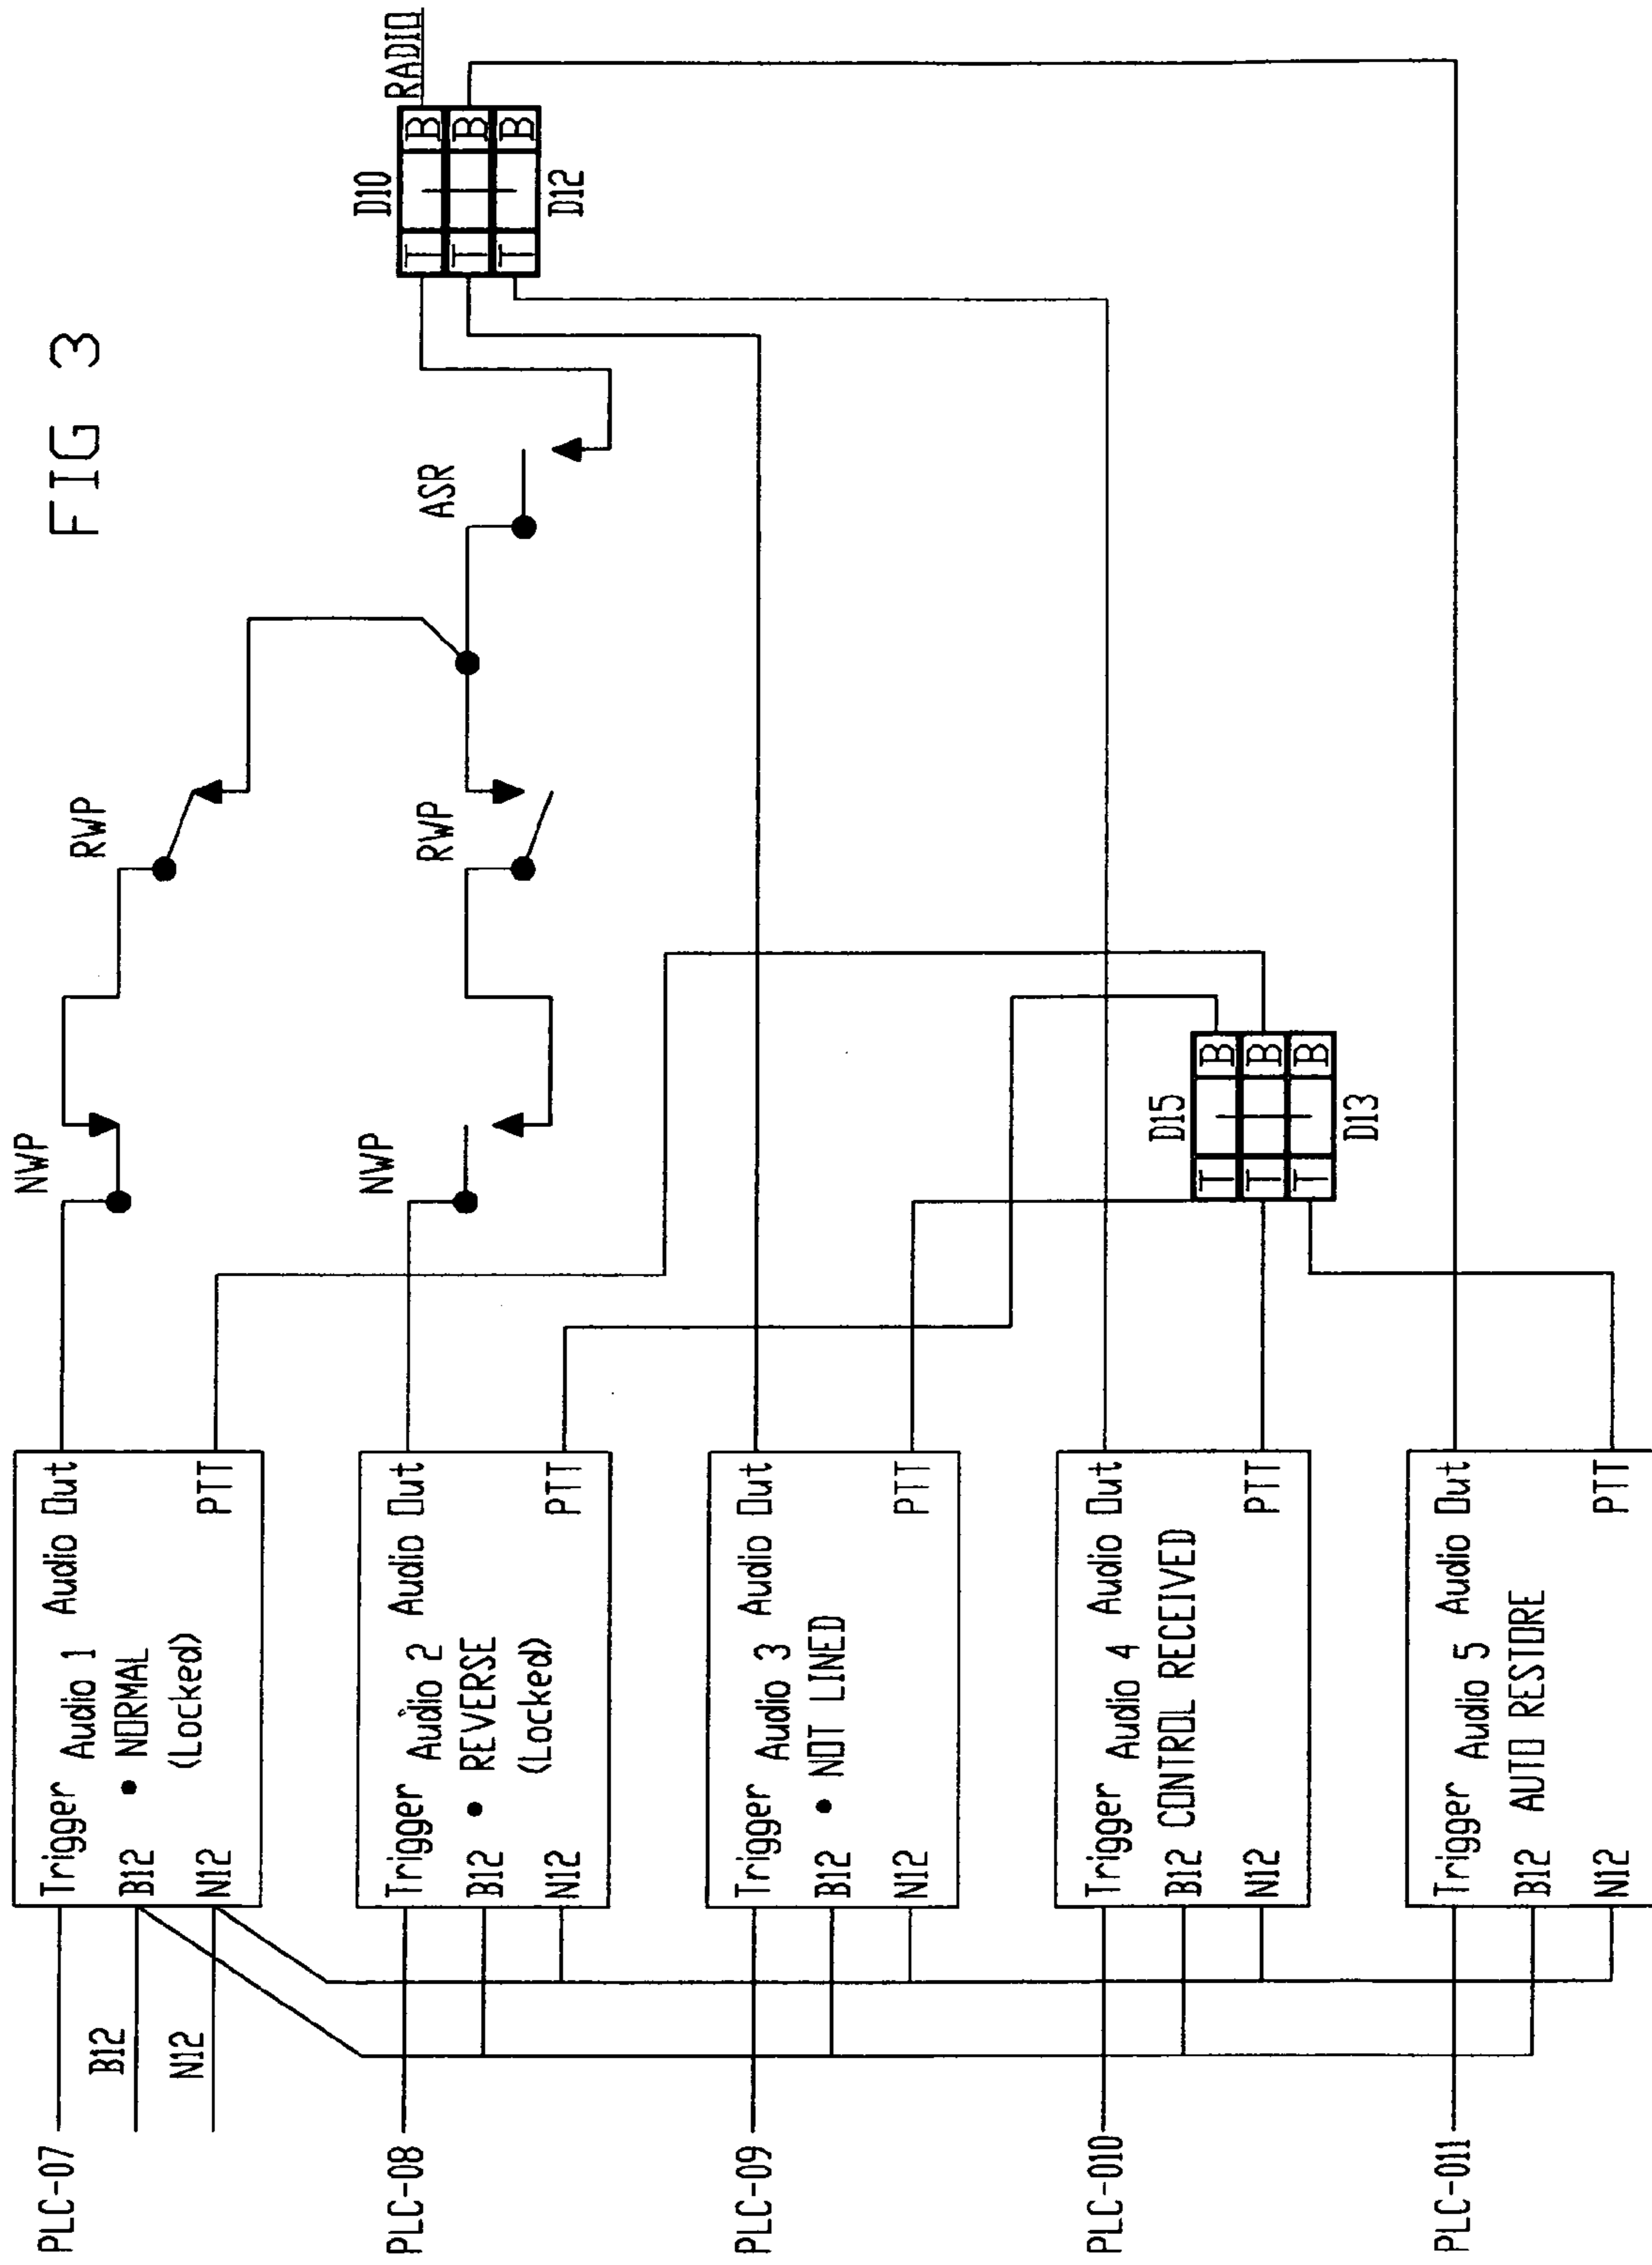 FIG 3
PLC-07
B12
N12
Trigger Audio 1 Audio Out
B12 • NORMAL
N12 (Locked) PTT
NWP
RWP
PLC-08
Trigger Audio 2 Audio Out
B12 • REVERSE
N12 (Locked) PTT
NWP
RWP
ASR
D10
RADIO
T B
T B
T B
D12
PLC-09
Trigger Audio 3 Audio Out
B12 • NOT LINED
N12 PTT
PLC-010
Trigger Audio 4 Audio Out
B12 CONTROL RECEIVED
N12 PTT
D15
T B
T B
T B
D13
PLC-011
Trigger Audio 5 Audio Out
B12 AUTO RESTORE
N12 PTT